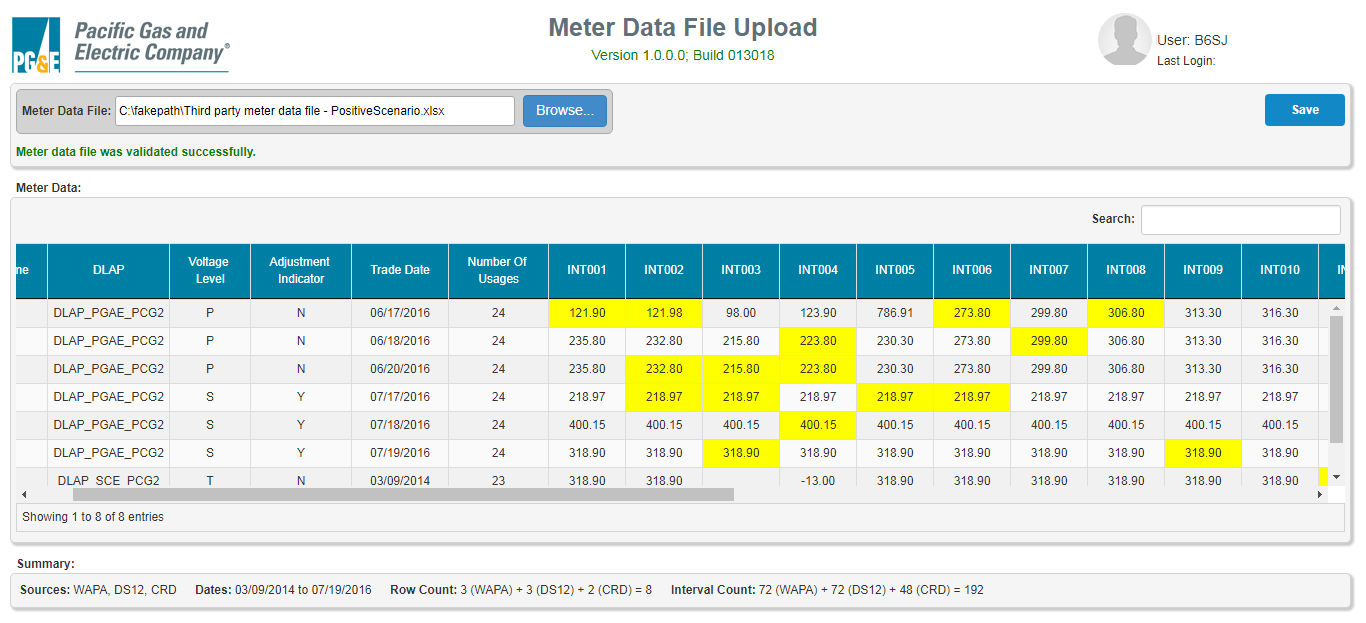 Pacific Gas and
Electric Company®
PG&E
Meter Data File Upload
Version 1.0.0.0; Build 013018
User: B6SJ
Last Login:
Meter Data File: C:\fakepath\Third party meter data file - PositiveScenario.xlsx Browse... Save
Meter data file was validated successfully.
Meter Data:
Search:
ne DLAP Voltage Level Adjustment Indicator Trade Date Number Of Usages INT001 INT002 INT003 INT004 INT005 INT006 INT007 INT008 INT009 INT010 IN
DLAP_PGAE_PCG2 P N 06/17/2016 24 121.90 121.98 98.00 123.90 786.91 273.80 299.80 306.80 313.30 316.30
DLAP_PGAE_PCG2 P N 06/18/2016 24 235.80 232.80 215.80 223.80 230.30 273.80 299.80 306.80 313.30 316.30
DLAP_PGAE_PCG2 P N 06/20/2016 24 235.80 232.80 215.80 223.80 230.30 273.80 299.80 306.80 313.30 316.30
DLAP_PGAE_PCG2 S Y 07/17/2016 24 218.97 218.97 218.97 218.97 218.97 218.97 218.97 218.97 218.97 218.97
DLAP_PGAE_PCG2 S Y 07/18/2016 24 400.15 400.15 400.15 400.15 400.15 400.15 400.15 400.15 400.15 400.15
DLAP_PGAE_PCG2 S Y 07/19/2016 24 318.90 318.90 318.90 318.90 318.90 318.90 318.90 318.90 318.90 318.90
DLAP_SCE_PCG2 T N 03/09/2014 23 318.90 318.90 -13.00 318.90 318.90 318.90 318.90 318.90 318.90
Showing 1 to 8 of 8 entries
Summary:
Sources: WAPA, DS12, CRD Dates: 03/09/2014 to 07/19/2016 Row Count: 3 (WAPA) + 3 (DS12) + 2 (CRD) = 8 Interval Count: 72 (WAPA) + 72 (DS12) + 48 (CRD) = 192